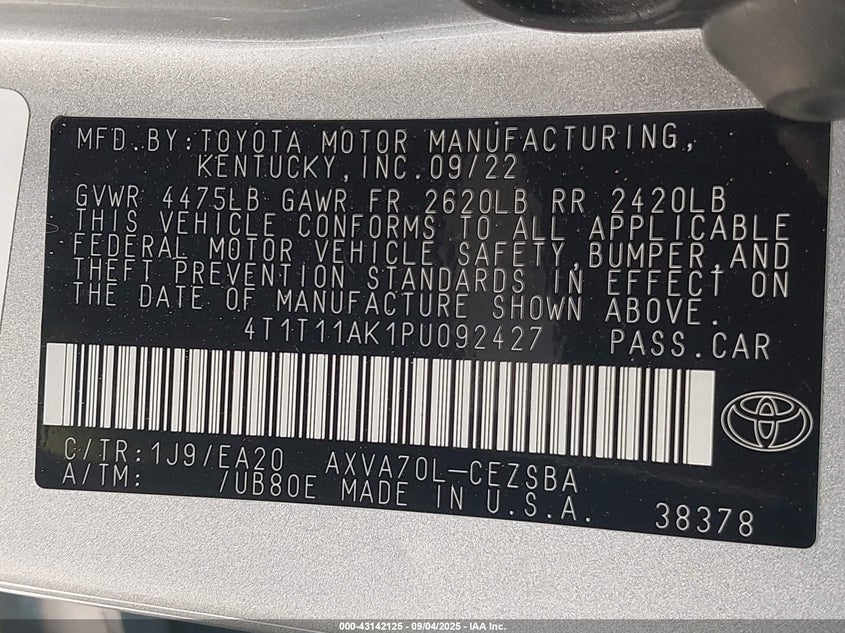 MFD.BY:TOYOTA MOTOR MANUFACTURING,
KENTUCKY,INC.09/22
GVWR 4475LB GAWR FR 2620LB RR 2420LB
THIS VEHICLE CONFORMS TO ALL APPLICABLE
FEDERAL MOTOR VEHICLE SAFETY,BUMPER,AND
THEFT PREVENTION STANDARDS IN EFFECT ON
THE DATE OF MANUFACTURE SHOWN ABOVE.
4T1T11AK1PU092427 PASS.CAR
C/TR:1J9/EA20 AXVA70L-CEZSBA
A/TM: /UB80E MADE IN U.S.A. 38378
000-43142125 - 09/04/2025 - IAA Inc.